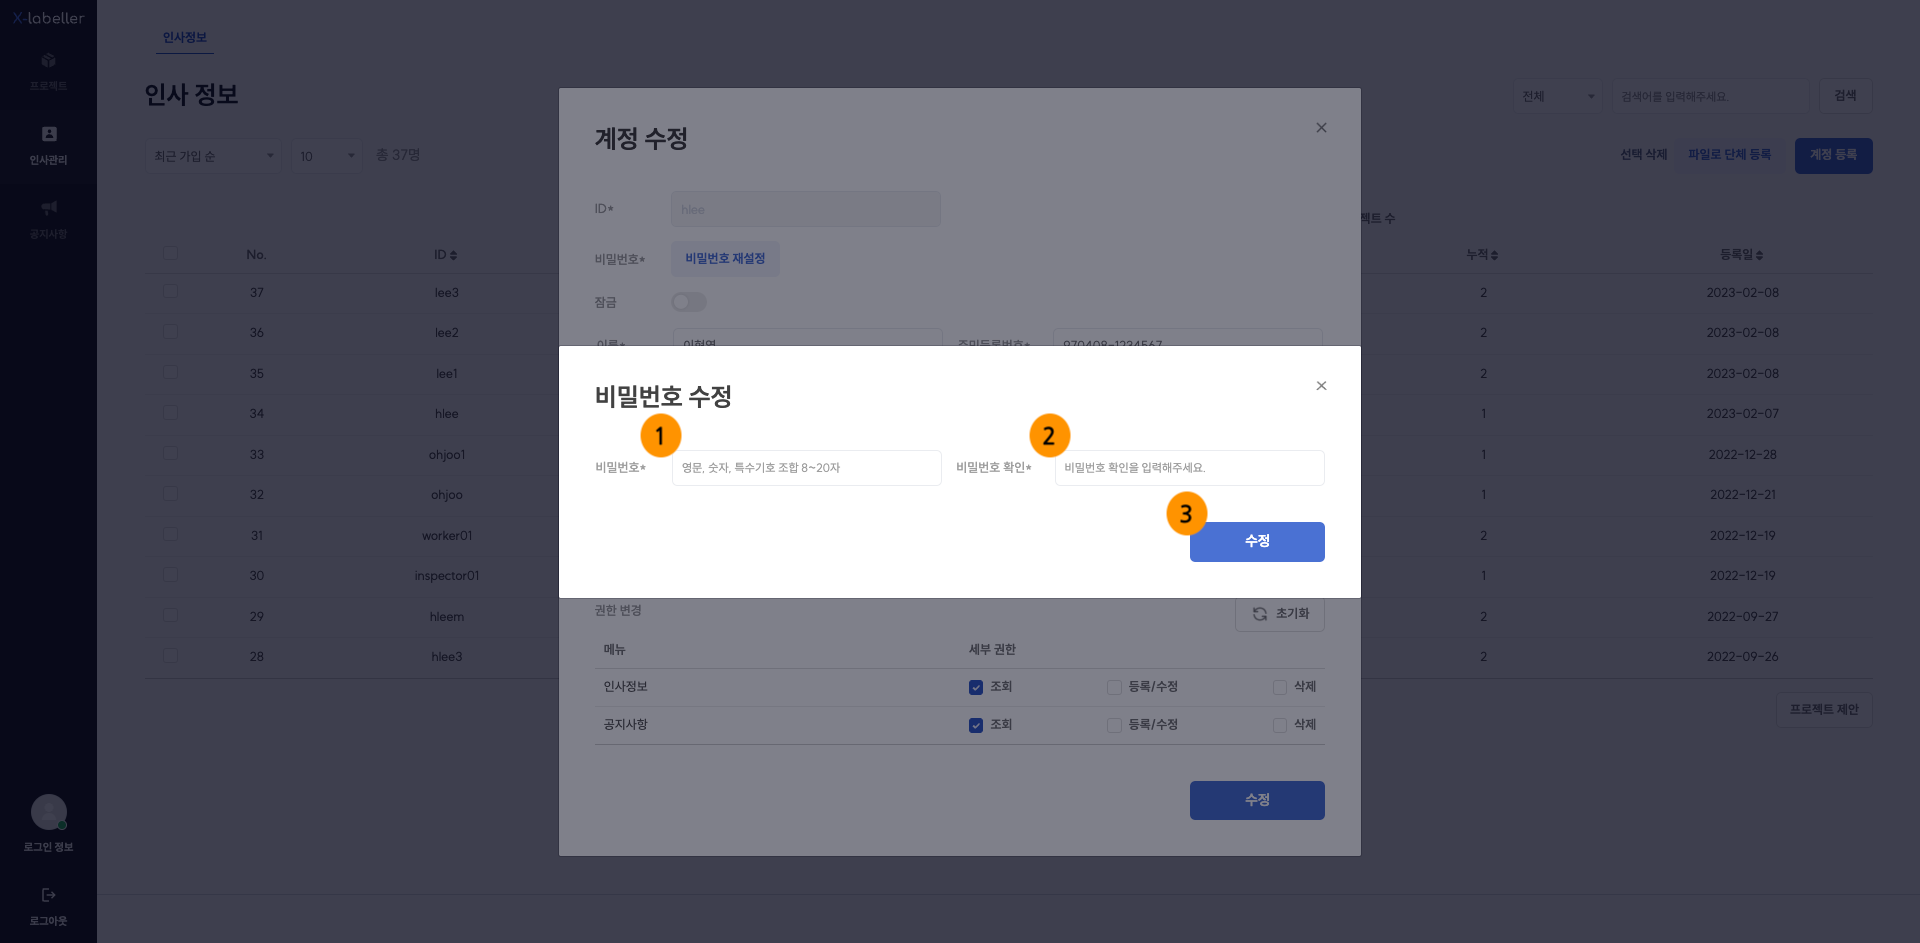 X-labeller
프로젝트
인사관리
공지사항
로그인 정보
로그아웃
인사정보
인사 정보
전체
검색어를 입력해주세요.
검색
최근 가입 순
10
총 37명
선택 삭제
파일로 단체 등록
계정 등록
젝트 수
No.
ID
누적
등록일
37 lee3 2 2023-02-08
36 lee2 2 2023-02-08
35 lee1 2 2023-02-08
34 hlee 1 2023-02-07
33 ohjoo1 1 2022-12-28
32 ohjoo 1 2022-12-21
31 worker01 2 2022-12-19
30 inspector01 1 2022-12-19
29 hleem 2 2022-09-27
28 hlee3 2 2022-09-26
프로젝트 제안
계정 수정
ID*
hlee
비밀번호*
비밀번호 재설정
잠금
이름*
주민등록번호*
970408-1234567
비밀번호 수정
1
2
비밀번호*
영문, 숫자, 특수기호 조합 8~20자
비밀번호 확인*
비밀번호 확인을 입력해주세요.
3
수정
권한 변경
초기화
메뉴
세부 권한
인사정보
조회
등록/수정
삭제
공지사항
조회
등록/수정
삭제
수정